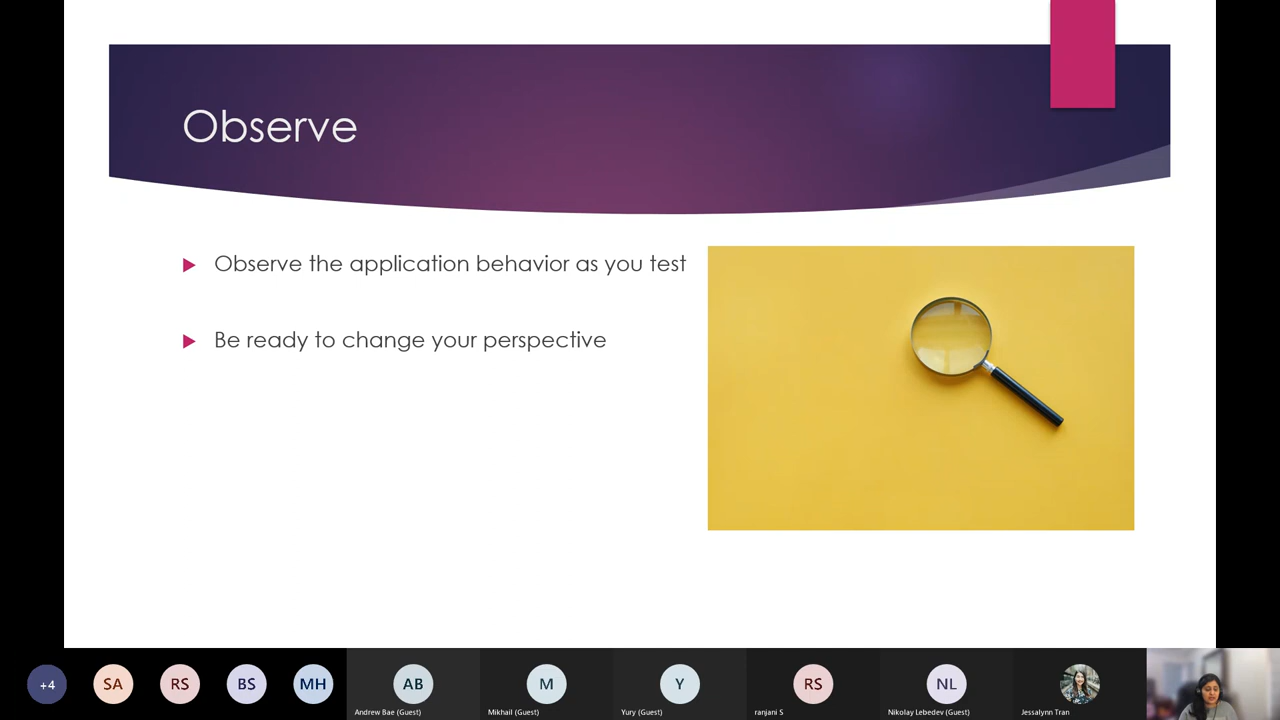 Observe
Observe the application behavior as you test
Be ready to change your perspective
+4
SA
RS
BS
MH
AB
M
Y
RS
NL
Andrew Bae (Guest)
Mikhail (Guest)
Yury (Guest)
ranjani S
Nikolay Lebedev (Guest)
Jessalynn Tran